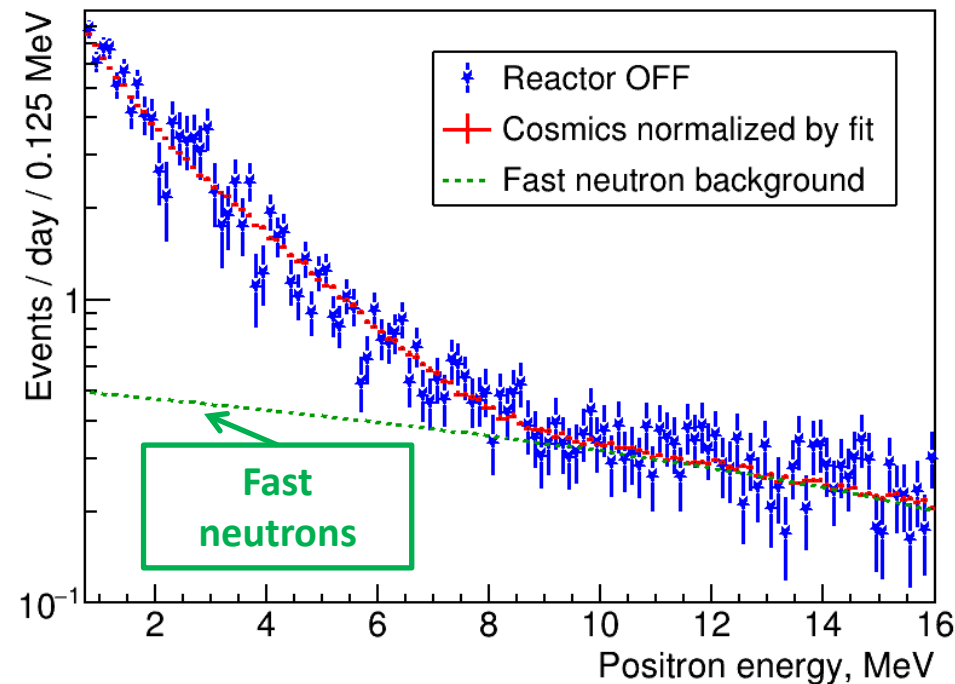 Events / day / 0.125 MeV
Reactor OFF
Cosmics normalized by fit
Fast neutron background
1
Fast
neutrons
10⁻¹
2 4 6 8 10 12 14 16
Positron energy, MeV